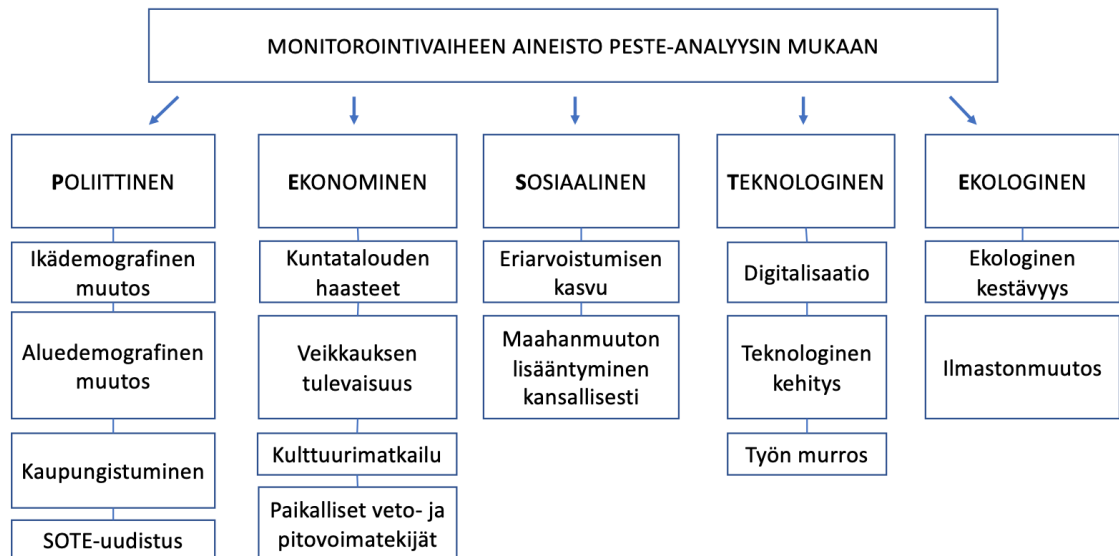 MONITOROINTIVAIHEEN AINEISTO PESTE-ANALYYSIN MUKAAN
POLIITTINEN
Ikädemografinen
muutos
Aluedemografinen
muutos
Kaupungistuminen
SOTE-uudistus
EKONOMINEN
Kuntatalouden
haasteet
Veikkauksen
tulevaisuus
Kulttuurimatkailu
Paikalliset veto- ja
pitovoimatekijät
SOSIAALINEN
Eriarvoistumisen
kasvu
Maahanmuuton
lisääntyminen
kansallisesti
TEKNOLOGINEN
Digitalisaatio
Teknologinen
kehitys
Työn murros
EKOLOGINEN
Ekologinen
kestävyys
Ilmastonmuutos